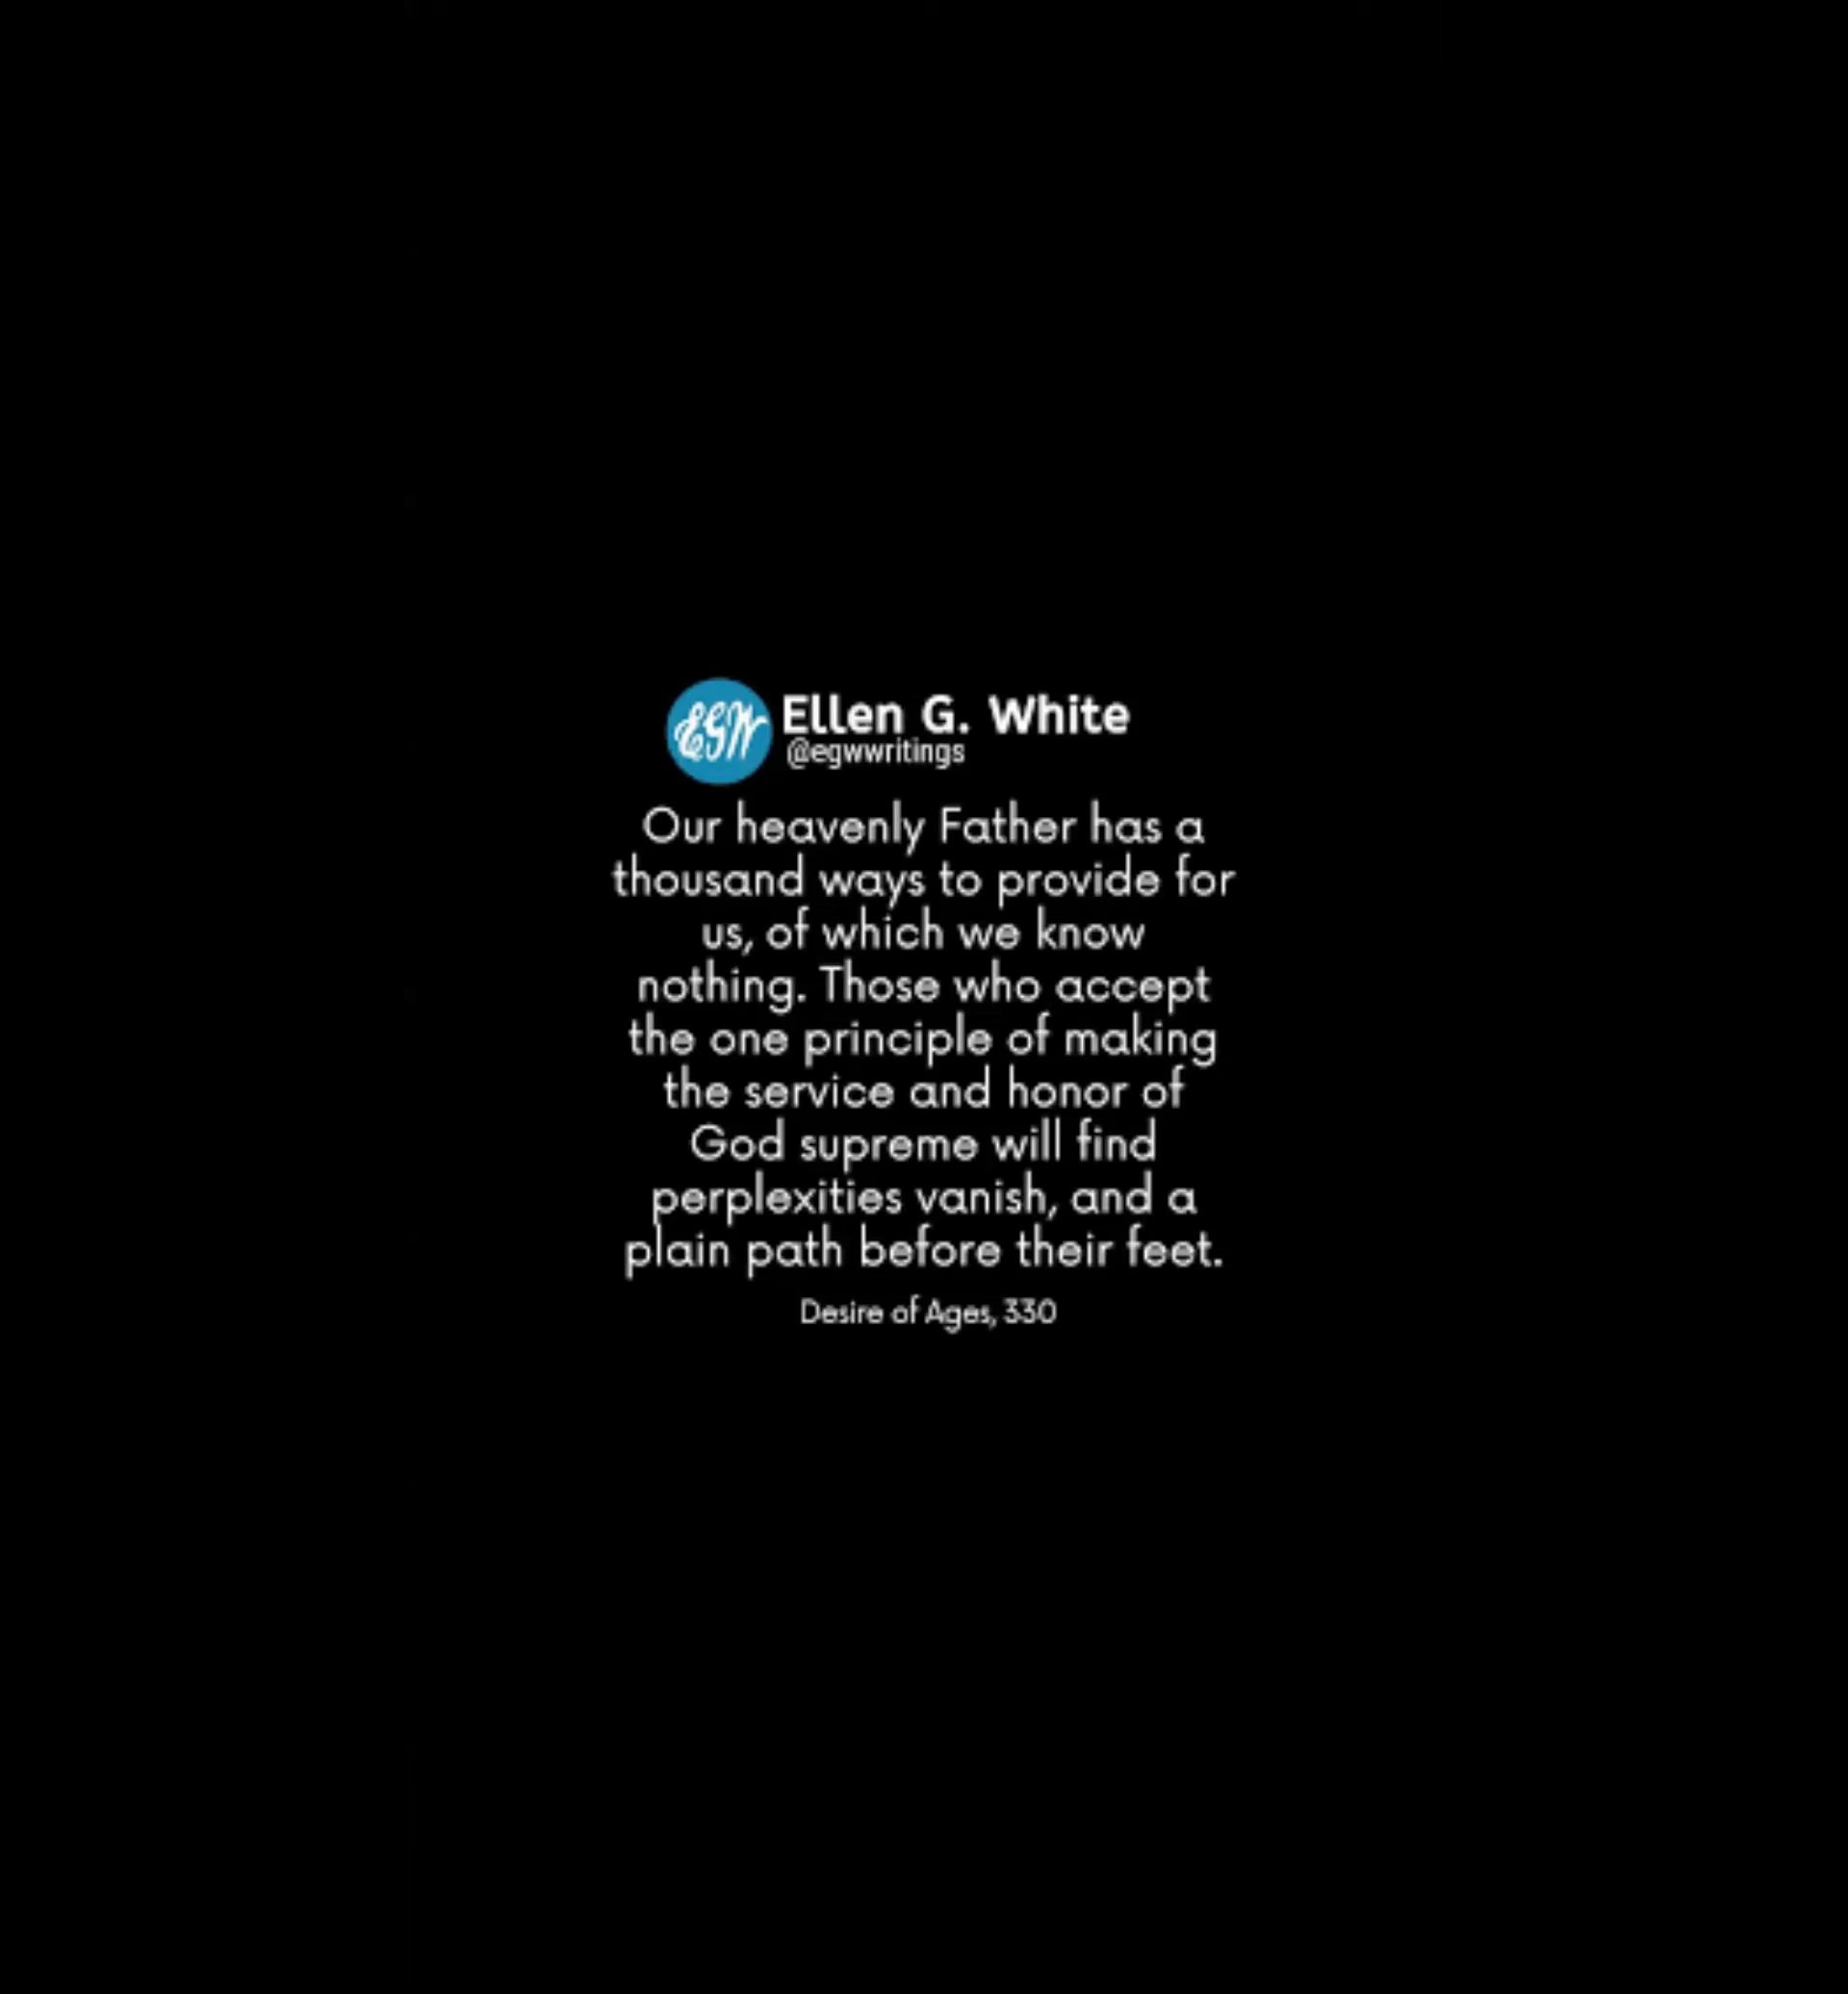 EGW
Ellen G. White
@egwwritings
Our heavenly Father has a
thousand ways to provide for
us, of which we know
nothing. Those who accept
the one principle of making
the service and honor of
God supreme will find
perplexities vanish, and a
plain path before their feet.
Desire of Ages, 330